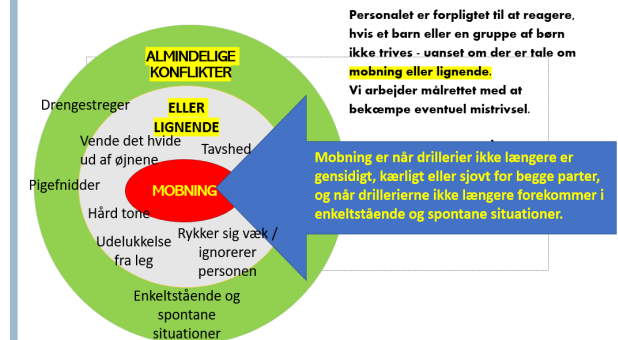 Personalet er forpligtet til at reagere,
hvis et barn eller en gruppe af børn
ikke trives - uanset om der er tale om
mobning eller lignende.
Vi arbejder målrettet med at
bekæmpe eventuel mistrivsel.
ALMINDELIGE
KONFLIKTER
Drengestreger
ELLER
LIGNENDE
Vende det hvide
ud af øjnene
Tavshed
Pigefnidder
MOBNING
Hård tone
Udelukkelse
fra leg
Rykker sig væk /
ignorerer
personen
Enkeltstående og
spontane
situationer
Mobning er når drillerier ikke længere er
gensidigt, kærligt eller sjovt for begge parter,
og når drillerierne ikke længere forekommer i
enkeltstående og spontane situationer.